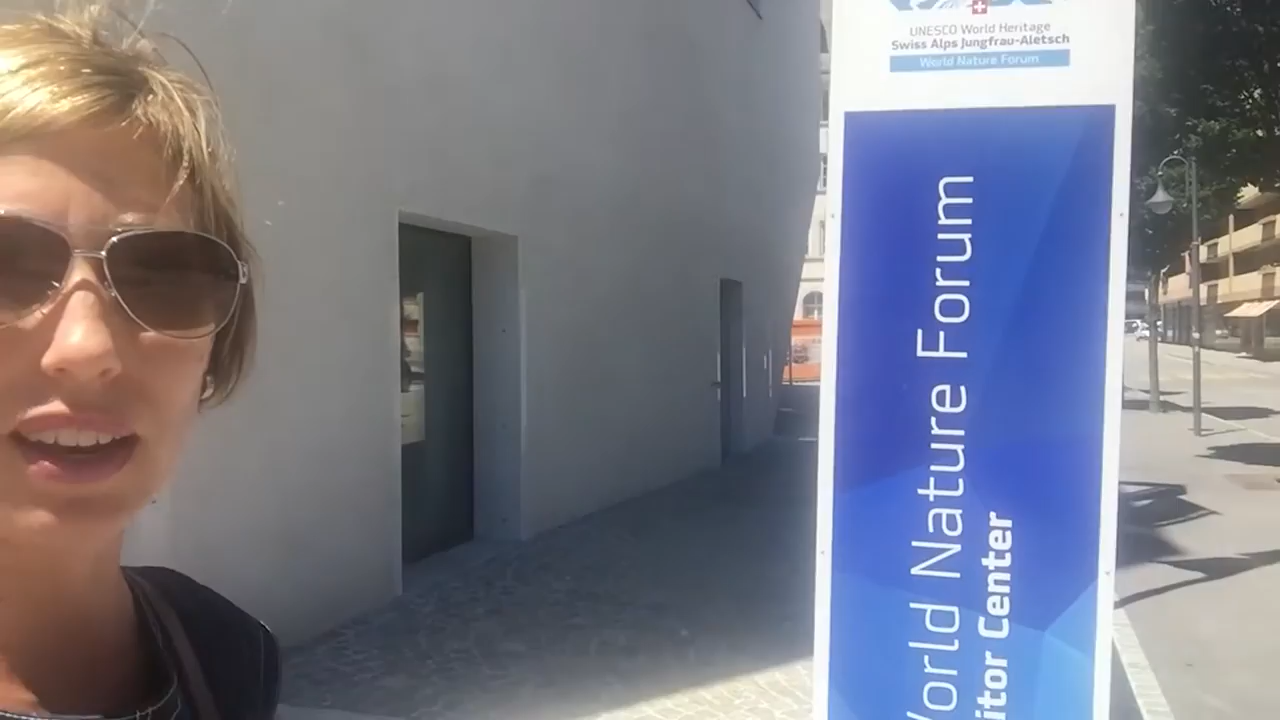 UNESCO World Heritage
Swiss Alps Jungfrau-Aletsch
World Nature Forum
World Nature Forum
itor Center